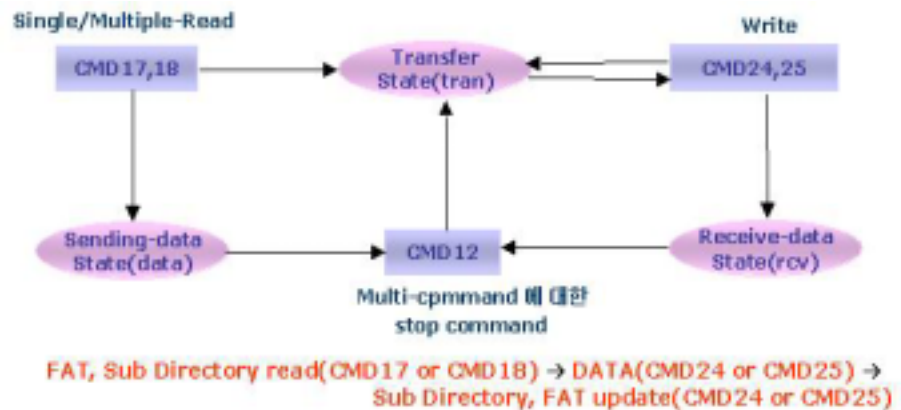 Single/Multiple-Read
Write
CMD17,18
Transfer
State(tran)
CMD24,25
Sending-data
State(data)
CMD12
Receive-data
State(rcv)
Multi-cpmmand 에 대한
stop command
FAT, Sub Directory read(CMD17 or CMD18) → DATA(CMD24 or CMD25) →
Sub Directory, FAT update(CMD24 or CMD25)